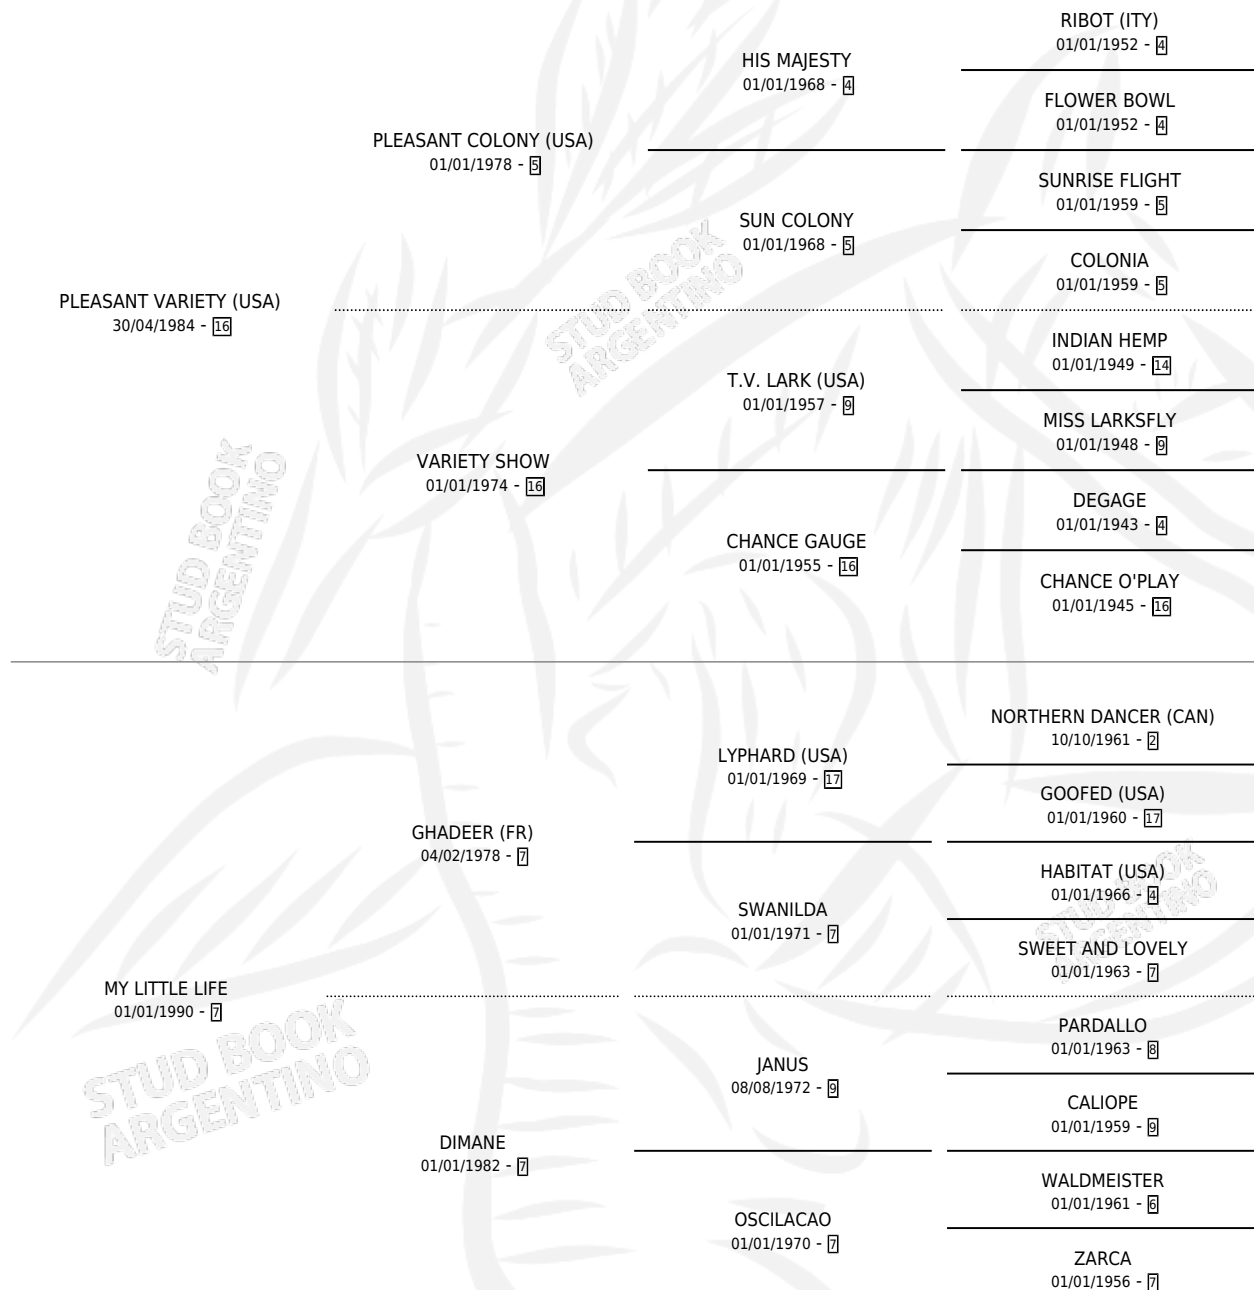 PLEASANT VARIETY (USA)
30/04/1984 - 16
PLEASANT COLONY (USA)
01/01/1978 - 5
VARIETY SHOW
01/01/1974 - 16
HIS MAJESTY
01/01/1968 - 4
SUN COLONY
01/01/1968 - 5
T.V. LARK (USA)
01/01/1957 - 9
CHANCE GAUGE
01/01/1955 - 16
RIBOT (ITY)
01/01/1952 - 4
FLOWER BOWL
01/01/1952 - 4
SUNRISE FLIGHT
01/01/1959 - 5
COLONIA
01/01/1959 - 5
INDIAN HEMP
01/01/1949 - 14
MISS LARKSFLY
01/01/1948 - 9
DEGAGE
01/01/1943 - 4
CHANCE O'PLAY
01/01/1945 - 16
MY LITTLE LIFE
01/01/1990 - 7
GHADEER (FR)
04/02/1978 - 7
DIMANE
01/01/1982 - 7
LYPHARD (USA)
01/01/1969 - 17
SWANILDA
01/01/1971 - 7
JANUS
08/08/1972 - 9
OSCILACAO
01/01/1970 - 7
NORTHERN DANCER (CAN)
10/10/1961 - 2
GOOFED (USA)
01/01/1960 - 17
HABITAT (USA)
01/01/1966 - 4
SWEET AND LOVELY
01/01/1963 - 7
PARDALLO
01/01/1963 - 8
CALIOPE
01/01/1959 - 9
WALDMEISTER
01/01/1961 - 6
ZARCA
01/01/1956 - 7
STUD BOOK
ARGENTINO
STUD BOOK
ARGENTINO
STUD BOOK
ARGENTINO
STUD BOOK
ARGENTINO